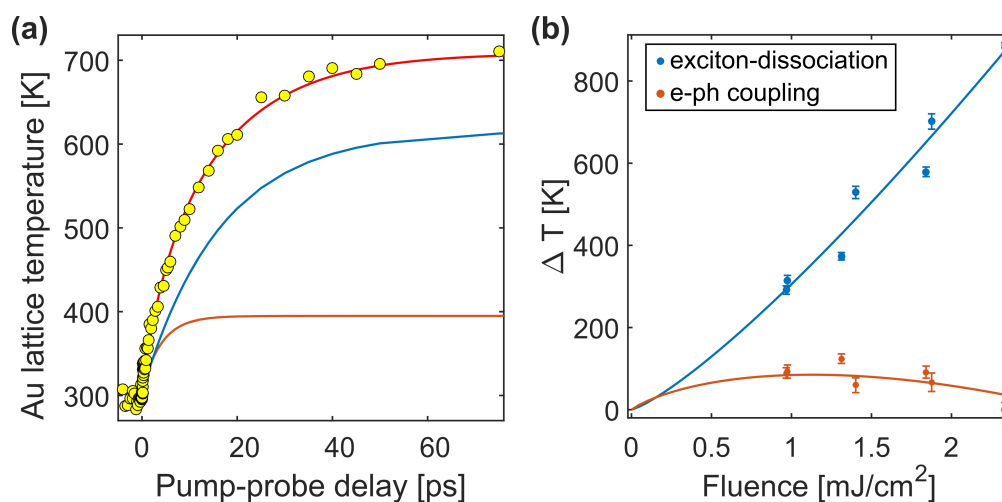 (a)
Au lattice temperature [K]
700
600
500
400
300
0
20
40
60
Pump-probe delay [ps]
(b)
exciton-dissociation
e-ph coupling
Δ T [K]
800
600
400
200
0
0
0.5
1
1.5
2
Fluence [mJ/cm²]